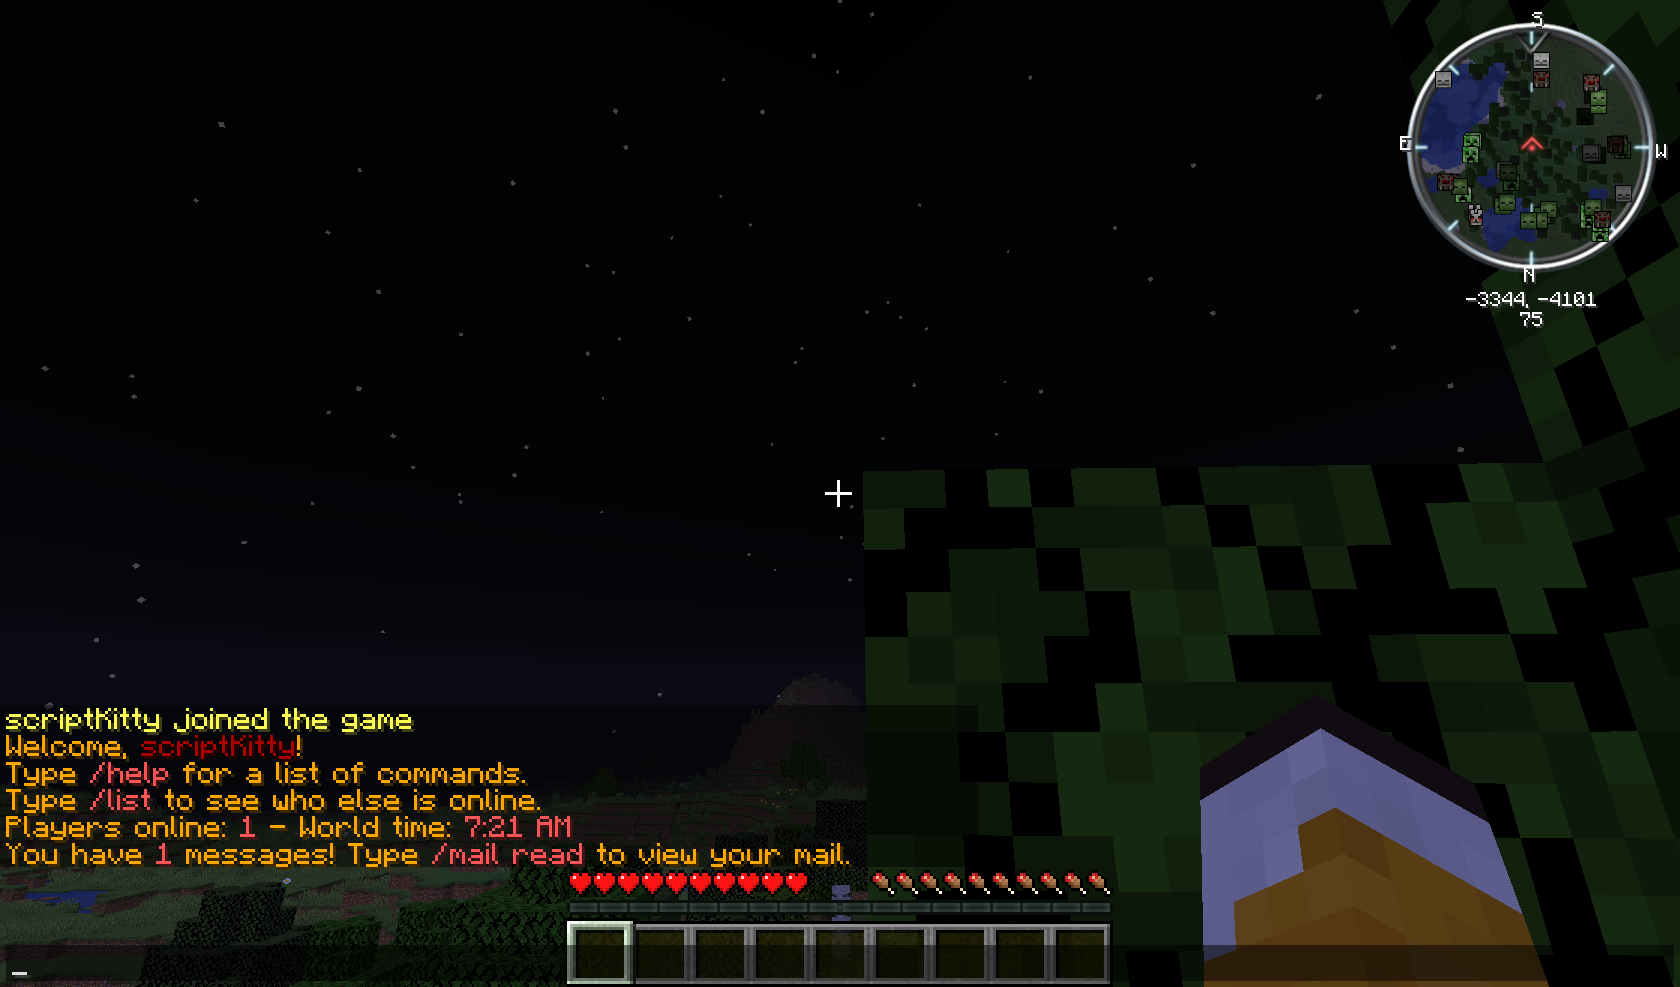 S
E
W
N
-3344, -4101
75
scriptKitty joined the game
Welcome, scriptKitty!
Type /help for a list of commands.
Type /list to see who else is online.
Players online: 1 - World time: 7:21 AM
You have 1 messages! Type /mail read to view your mail.
_